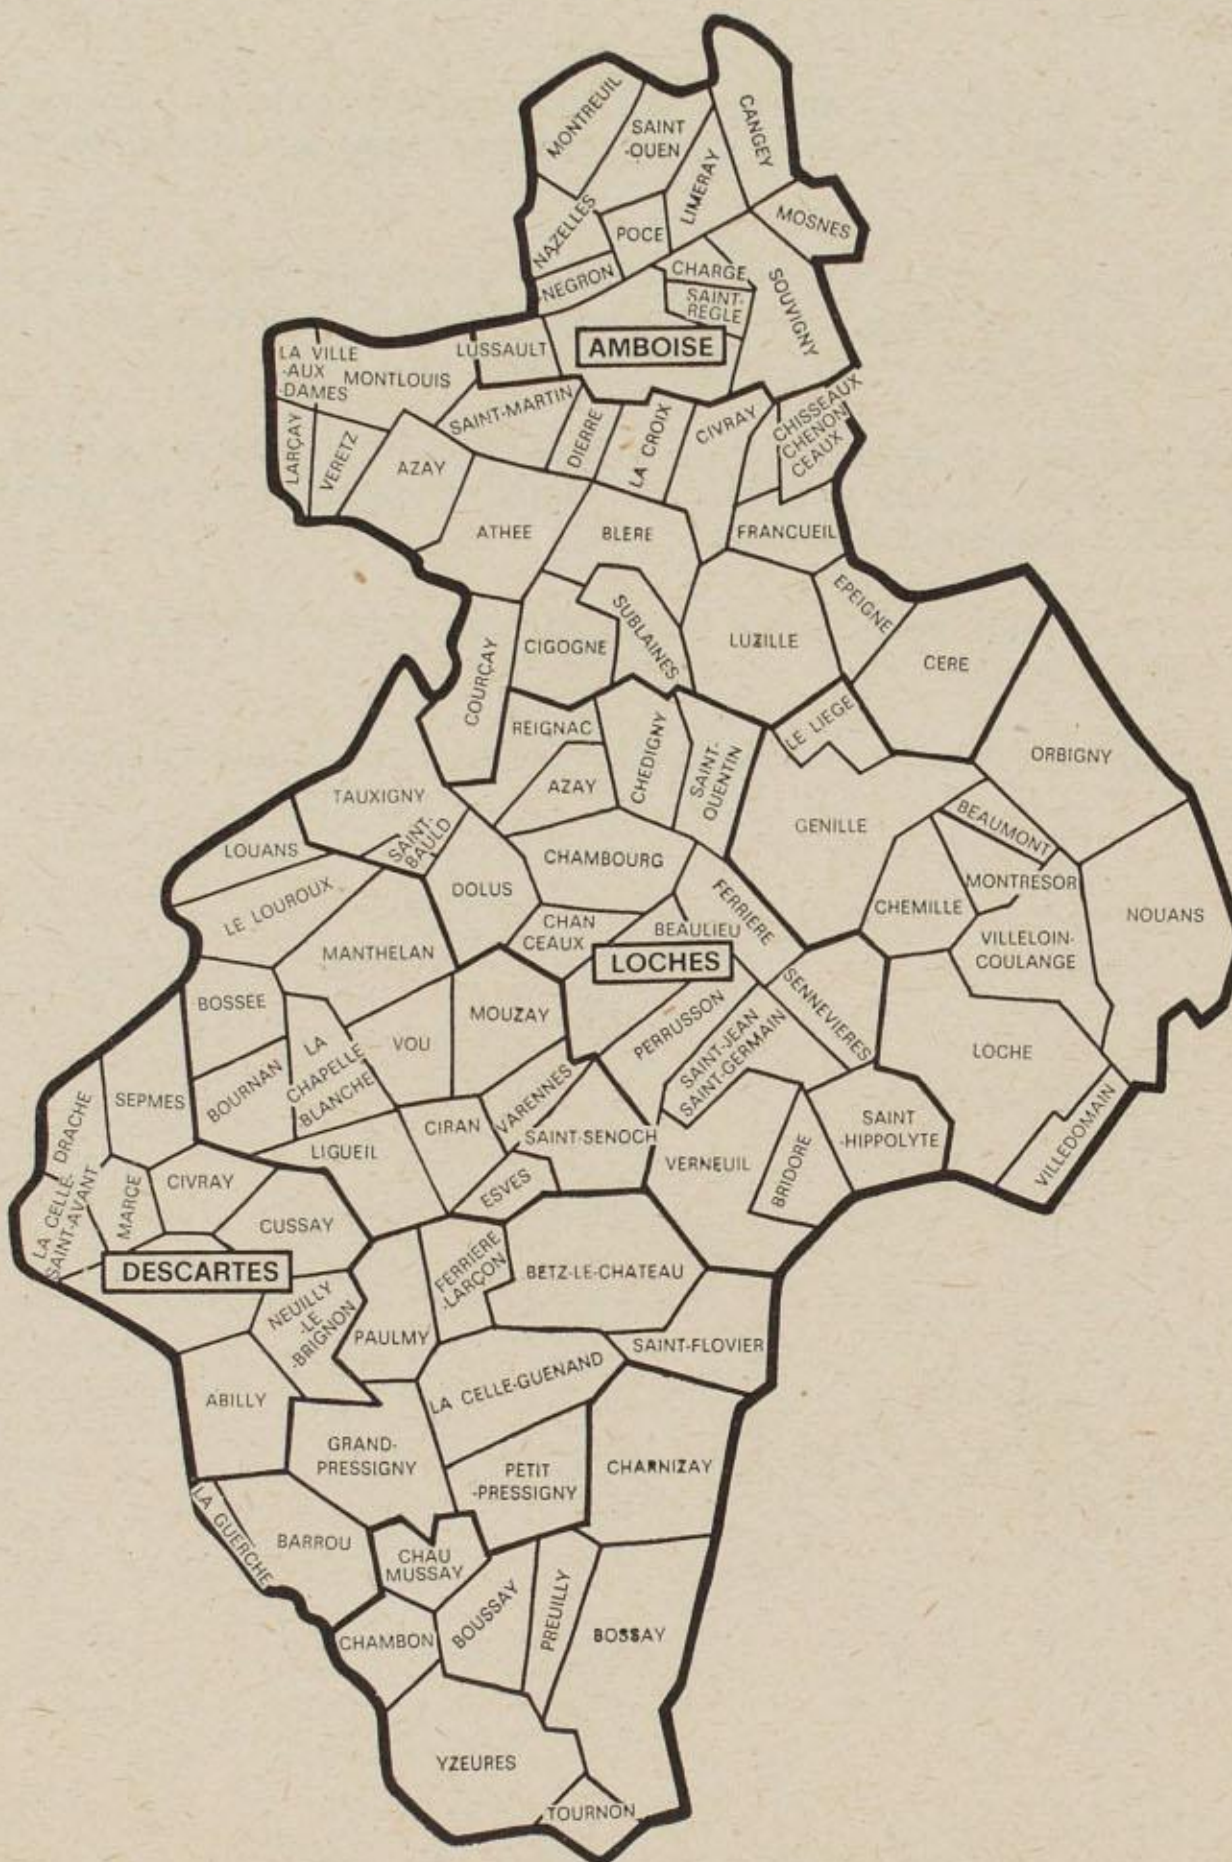 MONTREUIL
SAINT
-OUEN
CANGEY
LIMERAY
NAZELLES
POCE
MOSNES
-NEGRON
CHARGE
SAINT-
REGLE
SOUVIGNY
AMBOISE
LUSSAULT
LA VILLE
-AUX
-DAMES
MONTLOUIS
SAINT-MARTIN
LARÇAY
VERETZ
AZAY
DIERRE
LA CROIX
CIVRAY
CHISSEAUX
CHENON
CEAUX
ATHEE
BLERE
FRANCUEIL
EPEIGNE
SUBLAINES
CIGOGNE
LUZILLE
CERE
COURÇAY
REIGNAC
CHEDIGNY
LE LIEGE
SAINT-
QUENTIN
ORBIGNY
AZAY
TAUXIGNY
SAINT-
BAULD
LOUANS
GENILLE
BEAUMONT
CHAMBOURG
DOLUS
LE LOUROUX
FERRIERE
MONTRESOR
CHEMILLE
NOUANS
CHAN
CEAUX
BEAULIEU
MANTHELAN
VILLELOIN-
COULANGE
LOCHES
BOSSEE
MOUZAY
PERRUSSON
SENNEVIERES
SAINT-JEAN
SAINT-GERMAIN
VOU
LA
CHAPELLE
-BLANCHE
LOCHE
BOURNAN
SEPMES
LA CELLE-
SAINT-AVANT
DRACHE
CIRAN
VARENNES
SAINT-SENOCH
SAINT
-HIPPOLYTE
VILLEDOMAIN
LIGUEIL
VERNEUIL
BRIDORE
CIVRAY
MARCE
ESVES
CUSSAY
DESCARTES
FERRIERE
-LARÇON
BETZ-LE-CHATEAU
NEUILLY
-LE
-BRIGNON
PAULMY
SAINT-FLOVIER
LA CELLE-GUENAND
ABILLY
GRAND-
PRESSIGNY
PETIT
-PRESSIGNY
CHARNIZAY
LA GUERCHE
BARROU
CHAU
MUSSAY
BOUSSAY
PREUILLY
BOSSAY
CHAMBON
YZEURES
TOURNON